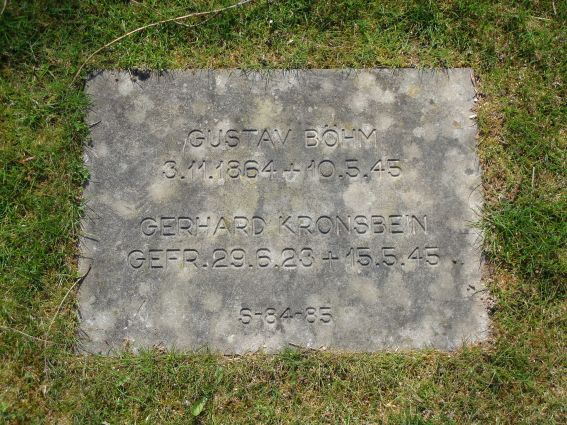 GUSTAV BÖHM
3.11.1864 + 10.5.45
GERHARD KRONSBEIN
GEFR. 29.6.23 + 15.5.45
S-84-85